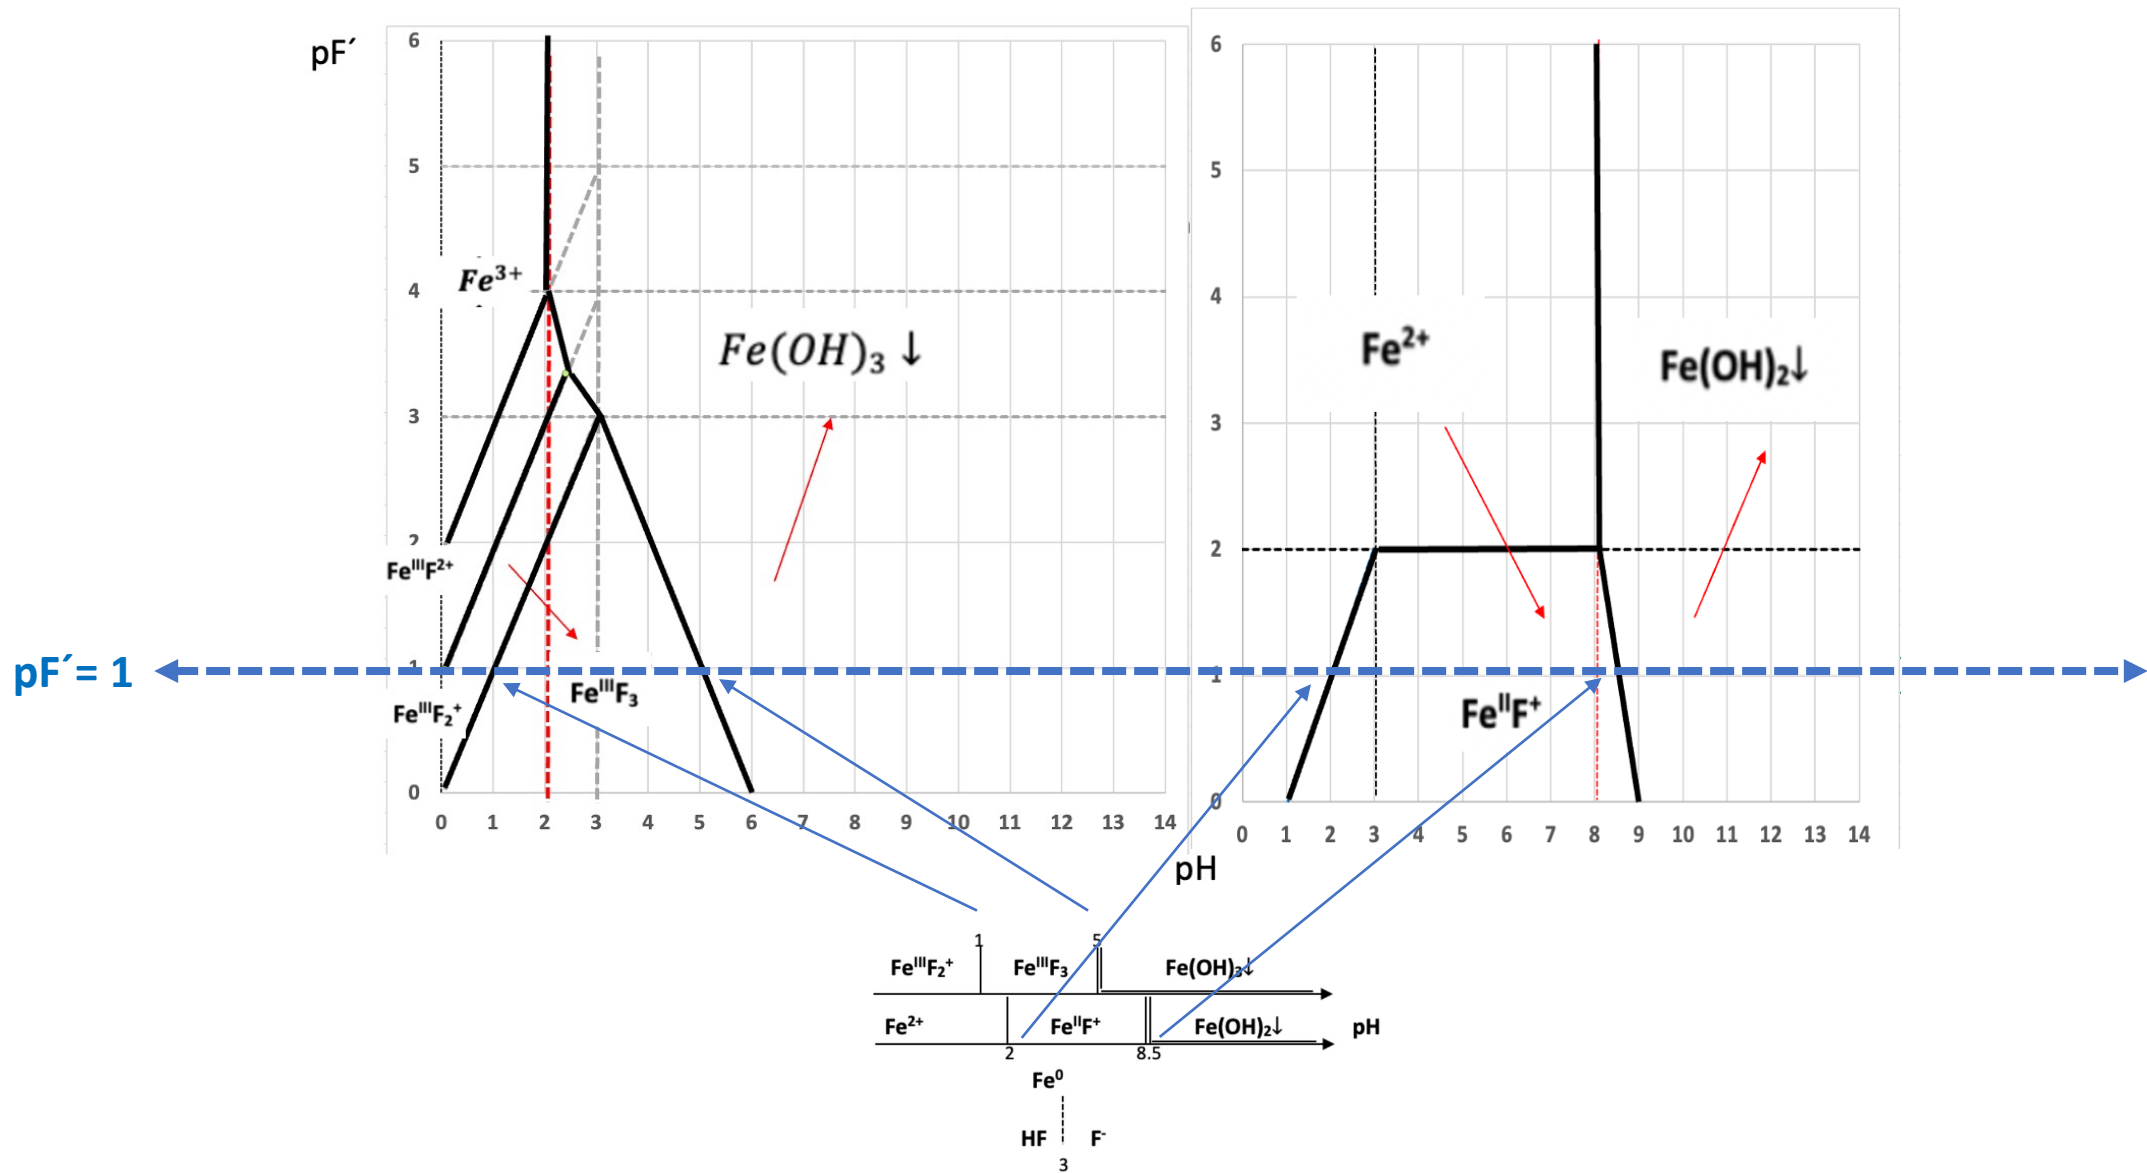 pF´
6
5
4
3
2
1
0
Fe³⁺
Fe(OH)₃ ↓
FeᴵᴵᴵF²⁺
FeᴵᴵᴵF₂⁺
FeᴵᴵᴵF₃
0 1 2 3 4 5 6 7 8 9 10 11 12 13 14
6
5
4
3
2
1
0
Fe²⁺
Fe(OH)₂↓
FeᴵᴵF⁺
0 1 2 3 4 5 6 7 8 9 10 11 12 13 14
pF´= 1
pH
1 5
FeᴵᴵᴵF₂⁺ FeᴵᴵᴵF₃ Fe(OH)₃↓
Fe²⁺ FeᴵᴵF⁺ Fe(OH)₂↓ pH
2 8.5
Fe⁰
HF F⁻
3